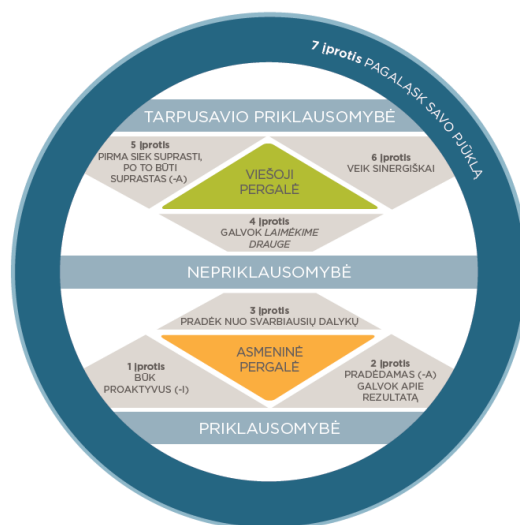 7 įprotis PAGALĄSK SAVO PJŪKLĄ
TARPUSAVIO PRIKLAUSOMYBĖ
5 įprotis
PIRMA SIEK SUPRASTI,
PO TO BŪTI
SUPRASTAS (-A)
VIEŠOJI
PERGALĖ
6 įprotis
VEIK SINERGIŠKAI
4 įprotis
GALVOK LAIMĖKIME
DRAUGE
NEPRIKLAUSOMYBĖ
3 įprotis
PRADĖK NUO SVARBIAUSIŲ DALYKŲ
1 įprotis
BŪK
PROAKTYVUS (-I)
ASMENINĖ
PERGALĖ
2 įprotis
PRADĖDAMAS (-A)
GALVOK APIE
REZULTATĄ
PRIKLAUSOMYBĖ